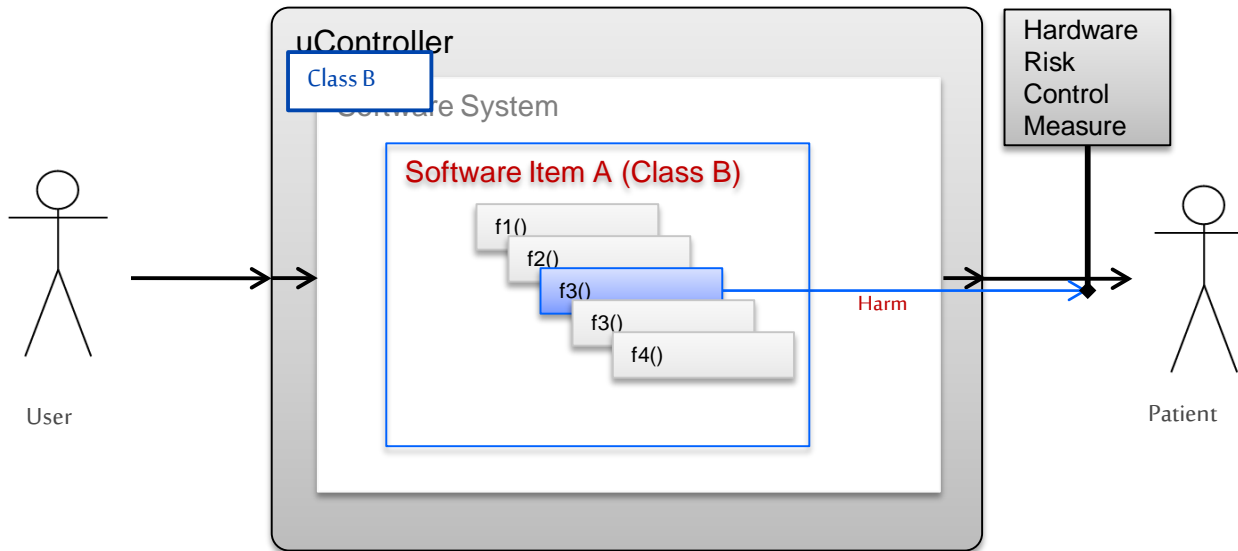 uController
Class B
Software System
Software Item A (Class B)
f1()
f2()
f3()
f3()
f4()
Harm
Hardware
Risk
Control
Measure
User
Patient